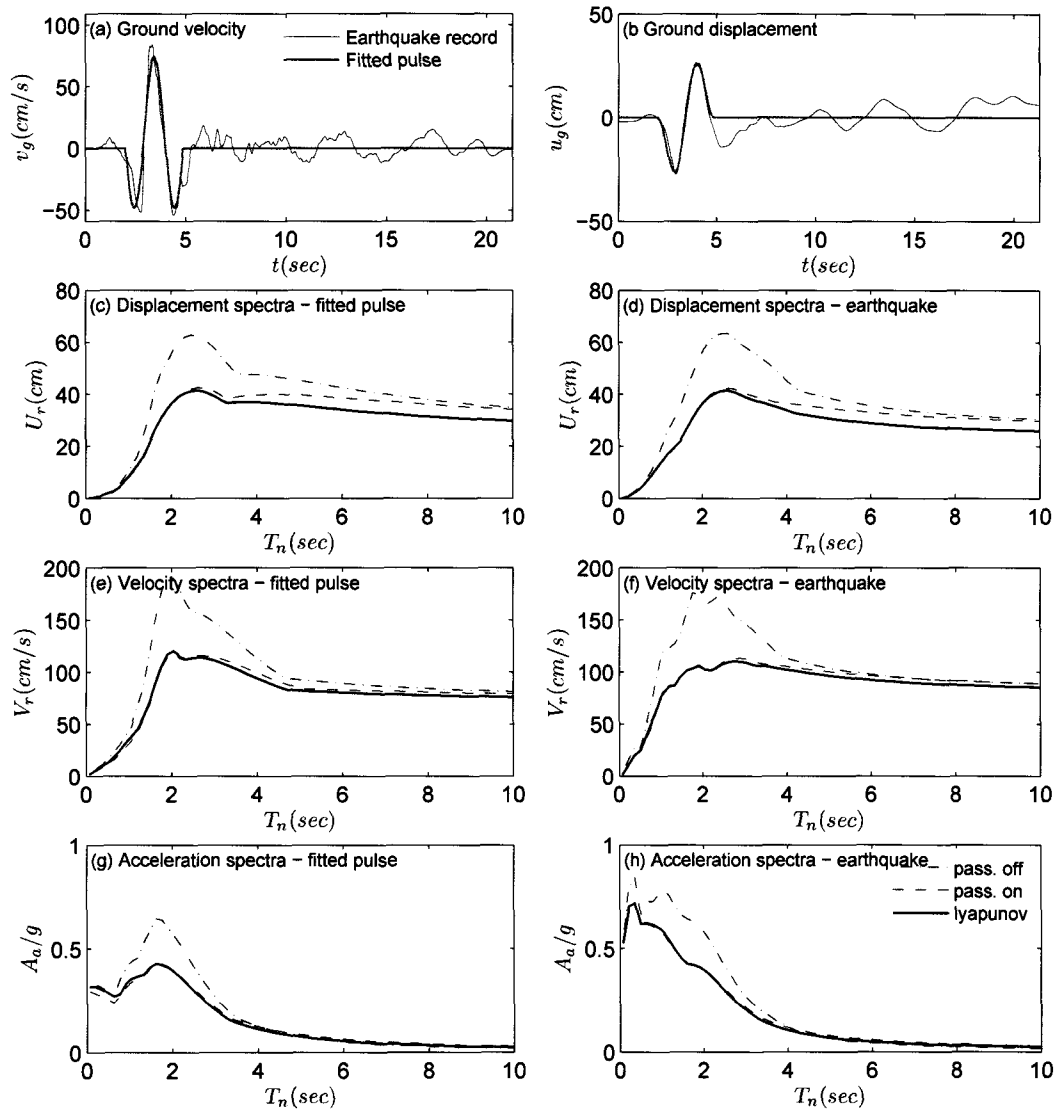 (a) Ground velocity
Earthquake record
Fitted pulse
100
50
0
−50
v_g(cm/s)
0 5 10 15 20
t(sec)
(b) Ground displacement
50
0
−50
u_g(cm)
0 5 10 15 20
t(sec)
(c) Displacement spectra − fitted pulse
80
60
40
20
0
U_r(cm)
0 2 4 6 8 10
T_n(sec)
(d) Displacement spectra − earthquake
80
60
40
20
0
U_r(cm)
0 2 4 6 8 10
T_n(sec)
(e) Velocity spectra − fitted pulse
200
150
100
50
0
V_r(cm/s)
0 2 4 6 8 10
T_n(sec)
(f) Velocity spectra − earthquake
200
150
100
50
0
V_r(cm/s)
0 2 4 6 8 10
T_n(sec)
(g) Acceleration spectra − fitted pulse
1
0.5
0
A_a/g
0 2 4 6 8 10
T_n(sec)
(h) Acceleration spectra − earthquake
pass. off
pass. on
lyapunov
1
0.5
0
A_a/g
0 2 4 6 8 10
T_n(sec)